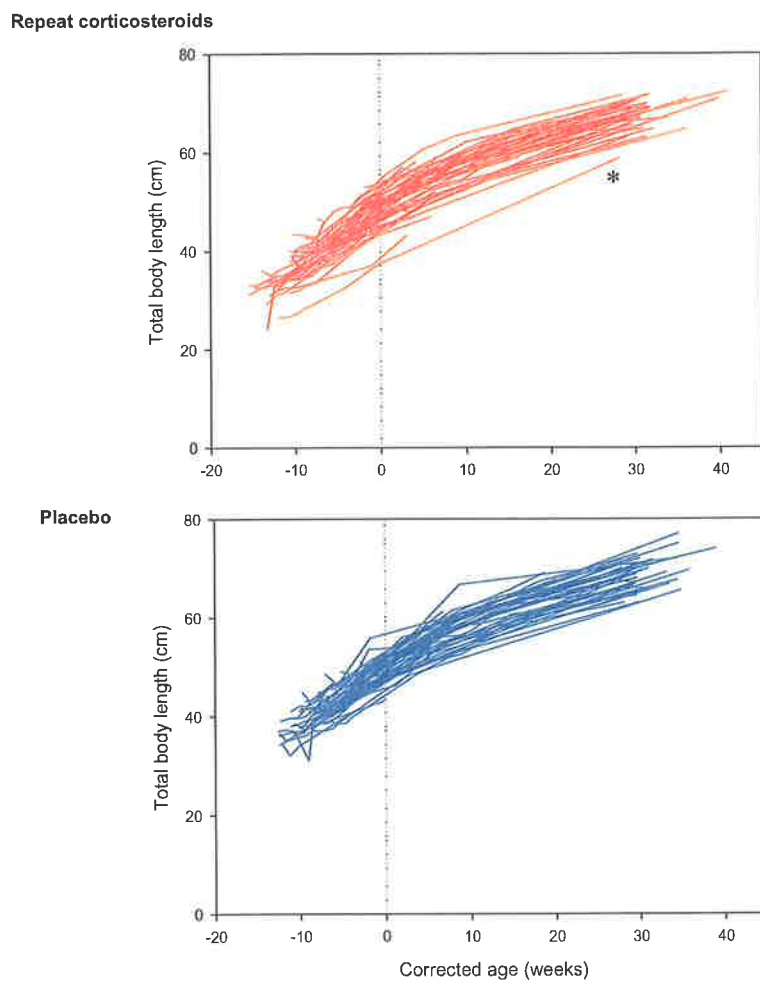 Repeat corticosteroids
80
60
40
20
0
Total body length (cm)
*
-20 -10 0 10 20 30 40
Placebo
80
60
40
20
0
Total body length (cm)
-20 -10 0 10 20 30 40
Corrected age (weeks)